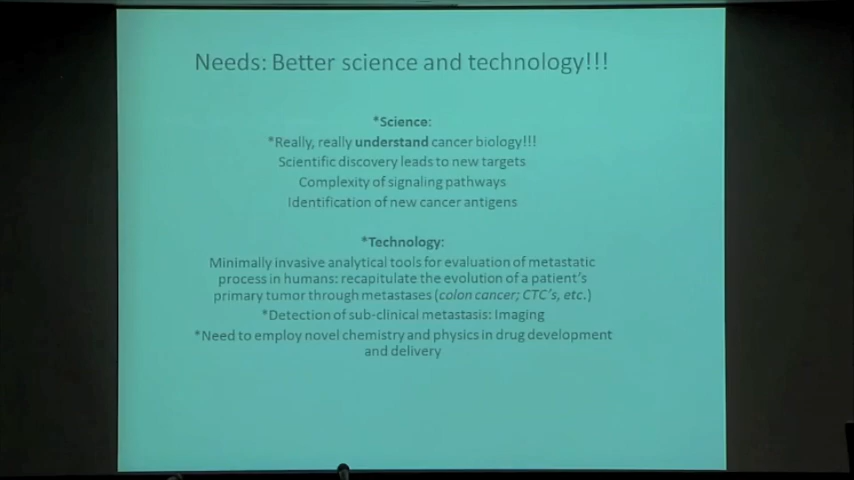 Needs: Better science and technology!!!
*Science:
*Really, really understand cancer biology!!!
Scientific discovery leads to new targets
Complexity of signaling pathways
Identification of new cancer antigens
*Technology:
Minimally invasive analytical tools for evaluation of metastatic
process in humans: recapitulate the evolution of a patient's
primary tumor through metastases (colon cancer; CTC's, etc.)
*Detection of sub-clinical metastasis: Imaging
*Need to employ novel chemistry and physics in drug development
and delivery